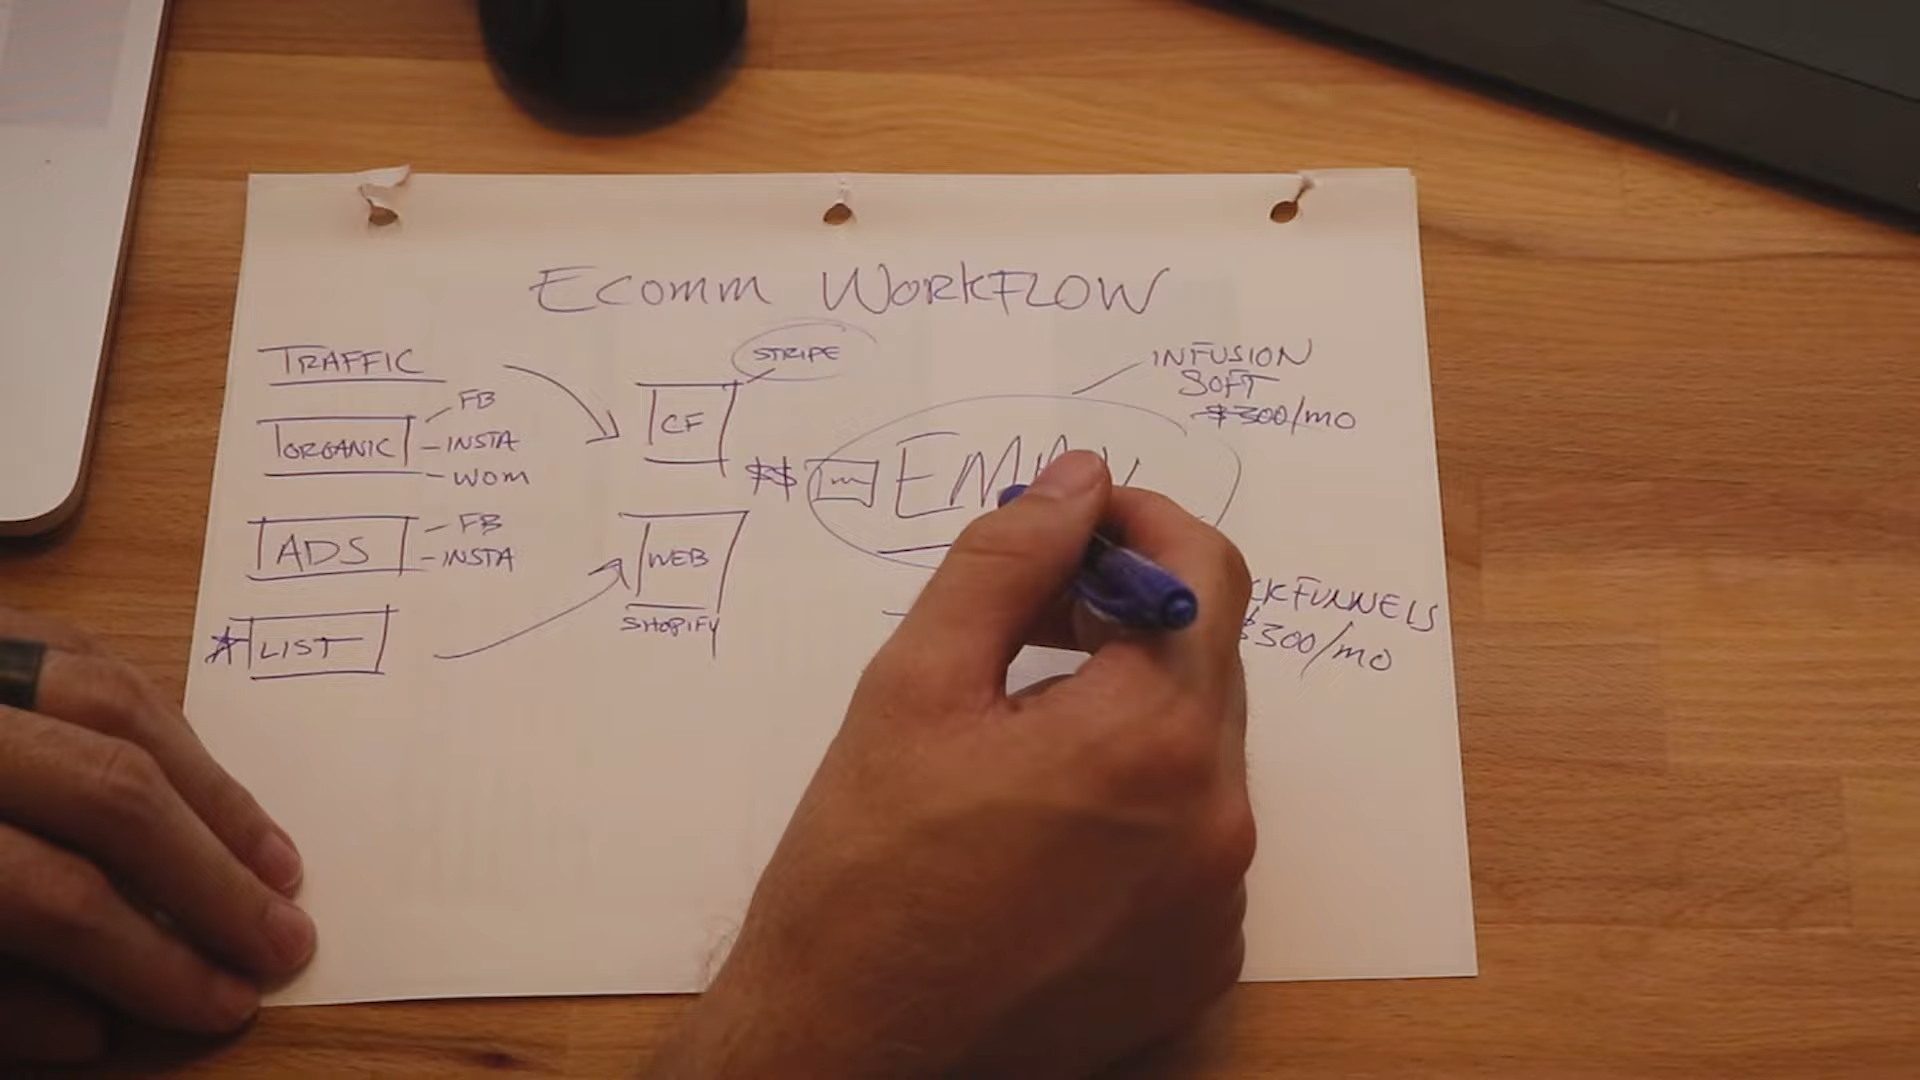 ECOMM WORKFLOW
TRAFFIC
ORGANIC
FB
INSTA
WOM
ADS
FB
INSTA
LIST
STRIPE
CF
WEB
SHOPIFY
$$
INFUSION
SOFT
$300/mo
CKFUNNELS
$300/mo